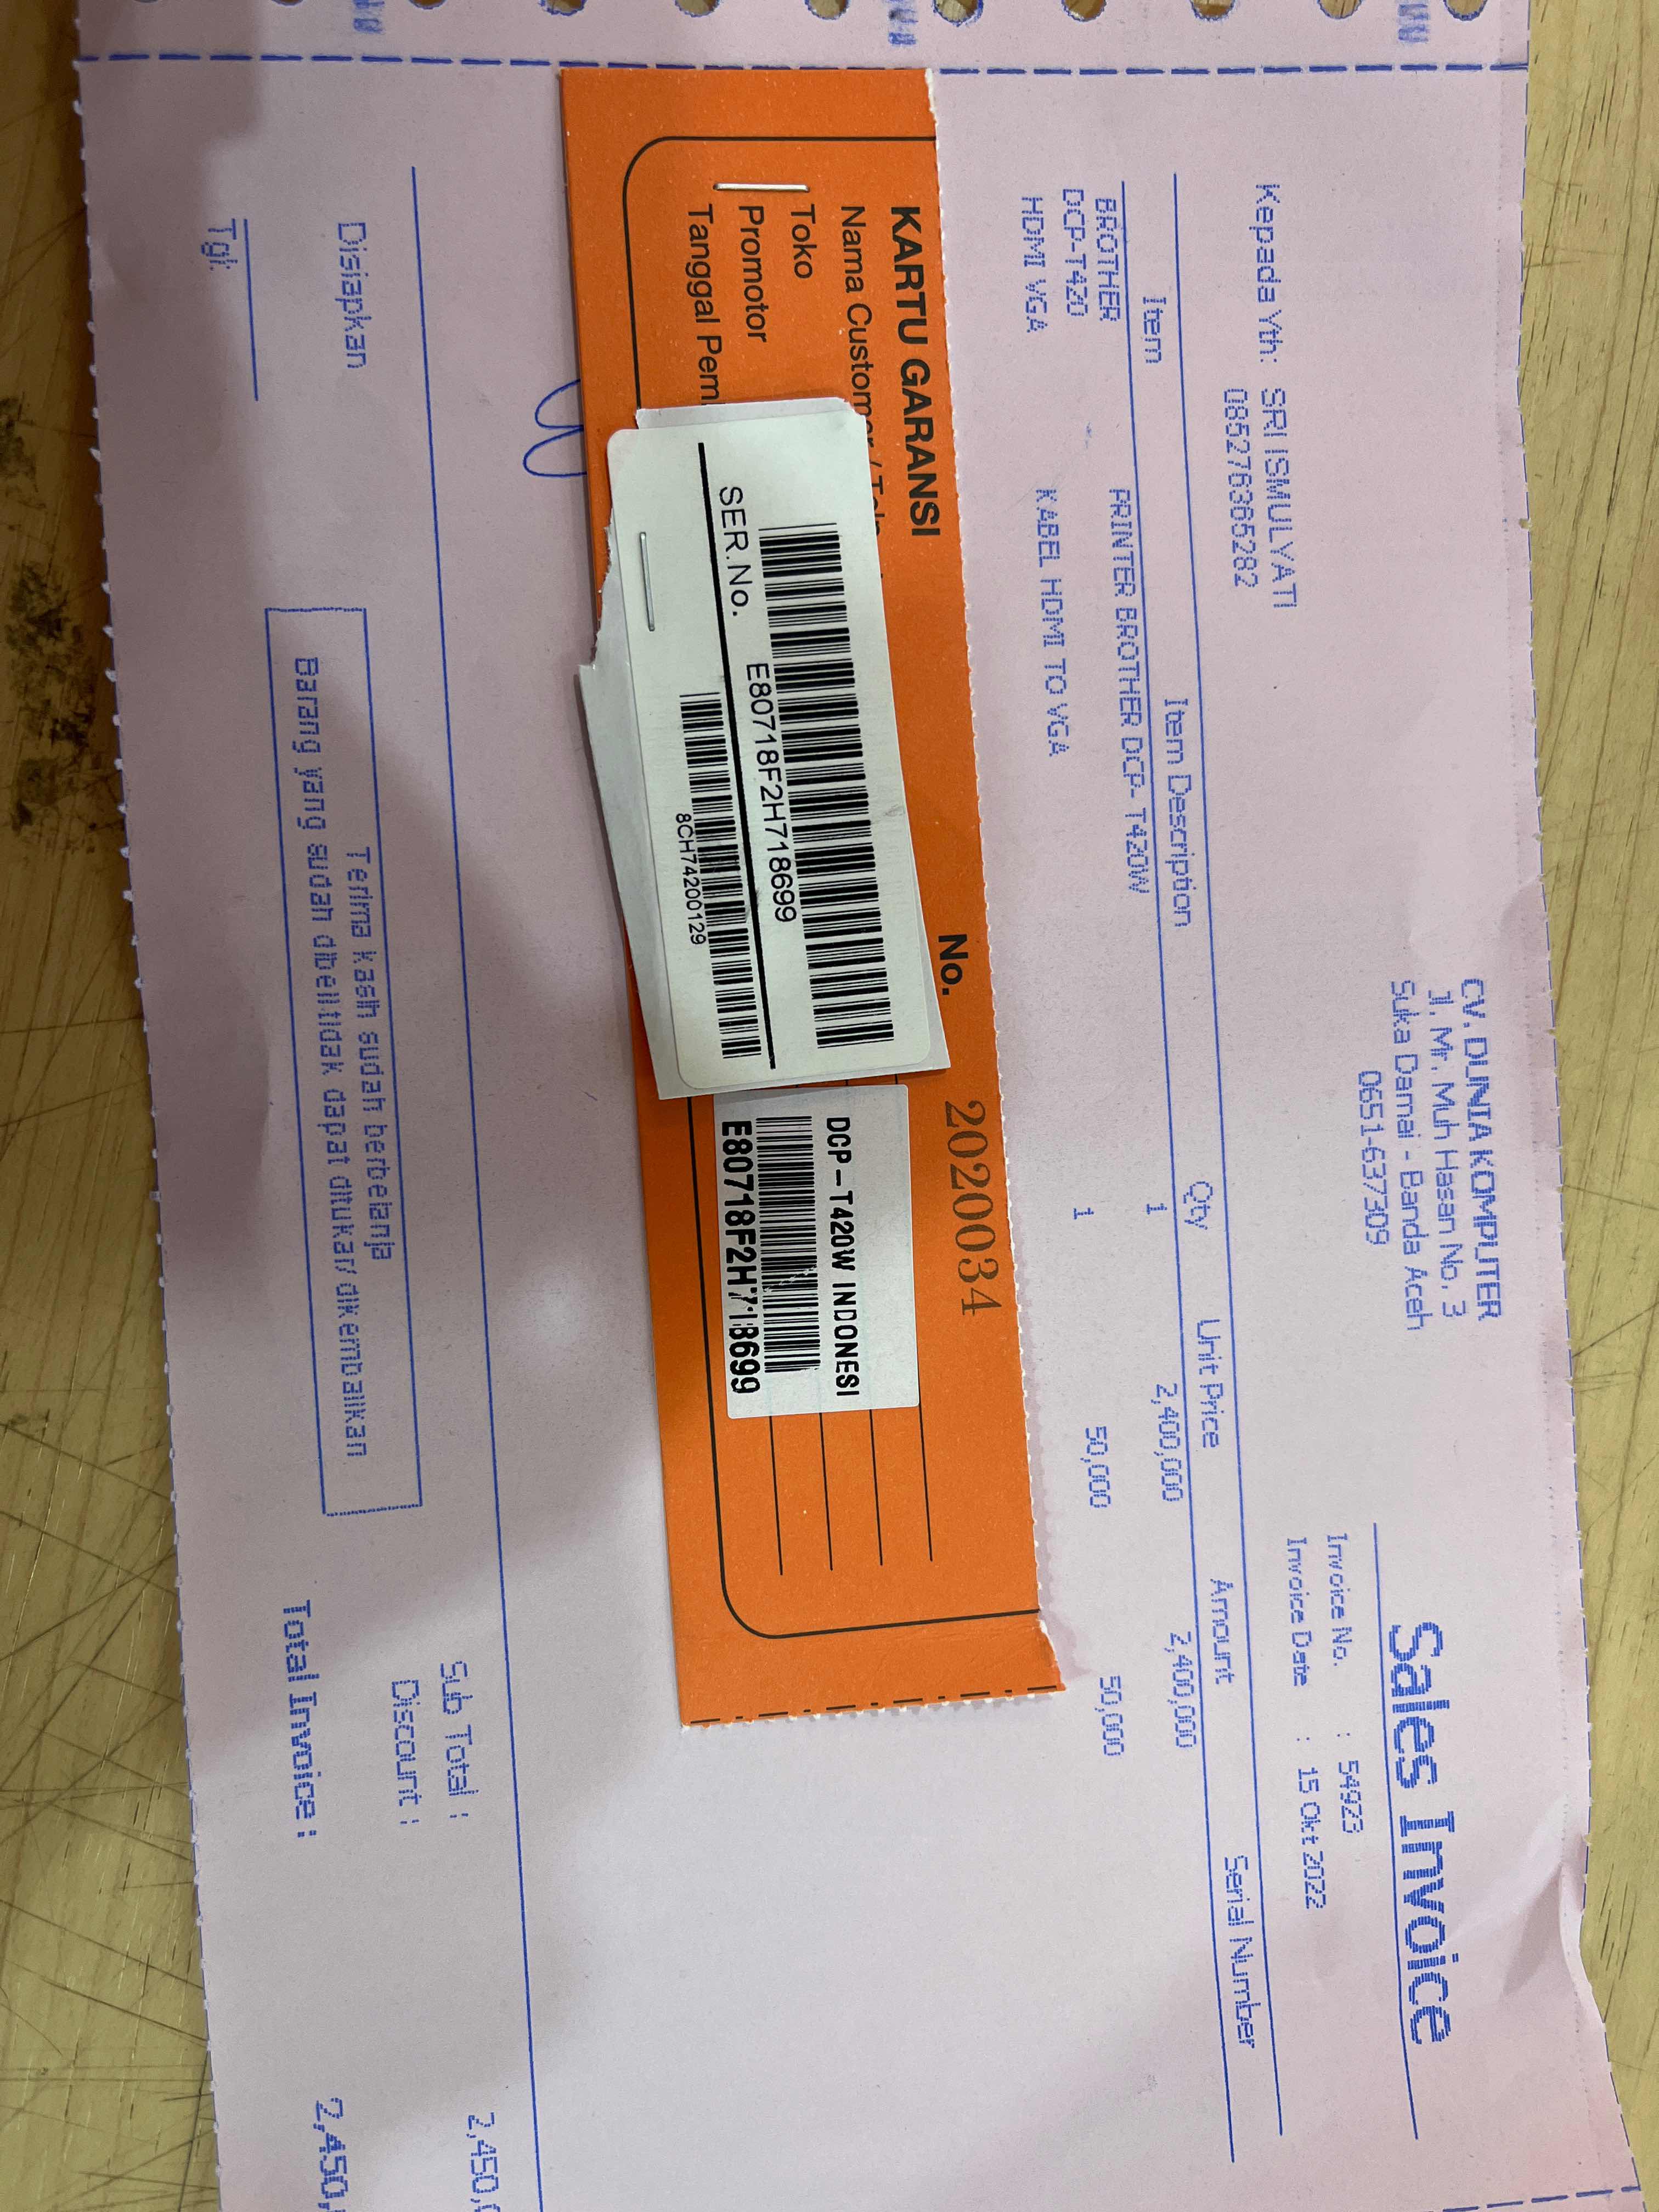 CV. DUNIA KOMPUTER
Jl. Mr. Muh Hasan No. 3
Suka Damai - Banda Aceh
0651-637309
Sales Invoice
Invoice No. : 54923
Invoice Date : 15 Okt 2022
Kepada Yth: SRI ISMULYATI
085276365282
Item Item Description Qty Unit Price Amount Serial Number
BROTHER PRINTER BROTHER DCP- T420W 1 2,400,000 2,400,000
DCP-T420
HDMI VGA KABEL HDMI TO VGA 1 50,000 50,000
KARTU GARANSI No. 2020034
Nama Customer / Telp
Toko
Promotor
Tanggal Pem
SER.No. E80718F2H718699
8CH74200129
DCP-T420W INDONESI
E80718F2H718699
Sub Total : 2,450,
Discount :
Total Invoice : 2,450,
Disiapkan
Tgl:
Terima kasih sudah berbelanja
Barang yang sudah dibeli tidak dapat ditukar/ dikembalikan